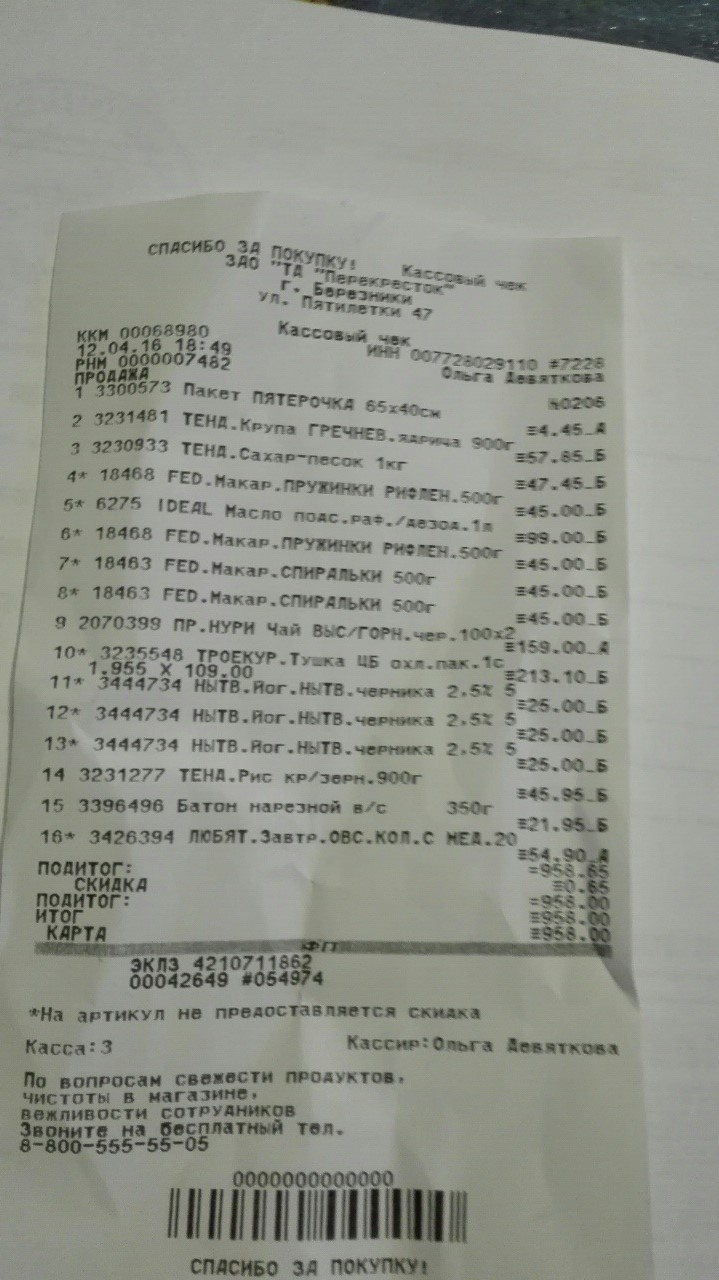 СПАСИБО ЗА ПОКУПКУ! Кассовый чек
ЗАО "ТД "Перекресток"
г. Березники
ул. Пятилетки 47
Кассовый чек
ККМ 00068980 ИНН 007728029110 #7228
12.04.16 18:49 Ольга Девяткова
РНМ 0000007482
ПРОДАЖА №0206
1 3300573 Пакет ПЯТЕРОЧКА 65х40см
≡4.45_А
2 3231481 ТЕНД.Крупа ГРЕЧНЕВ.ядрица 900г
≡57.85_Б
3 3230933 ТЕНД.Сахар-песок 1кг
≡47.45_Б
4* 18468 FED.Макар.ПРУЖИНКИ РИФЛЕН.500г
≡45.00_Б
5* 6275 IDEAL Масло подс.раф./дезод.1л
≡99.00_Б
6* 18468 FED.Макар.ПРУЖИНКИ РИФЛЕН.500г
≡45.00_Б
7* 18463 FED.Макар.СПИРАЛЬКИ 500г
≡45.00_Б
8* 18463 FED.Макар.СПИРАЛЬКИ 500г
≡45.00_Б
9 2070399 ПР.НУРИ Чай ВЫС/ГОРН.чер.100х2
≡159.00_А
10* 3235548 ТРОЕКУР.Тушка ЦБ охл.пак.1с
1.955 X 109.00 ≡213.10_Б
11* 3444734 НЫТВ.Йог.НЫТВ.черника 2,5% 5
≡25.00_Б
12* 3444734 НЫТВ.Йог.НЫТВ.черника 2,5% 5
≡25.00_Б
13* 3444734 НЫТВ.Йог.НЫТВ.черника 2,5% 5
≡25.00_Б
14 3231277 ТЕНД.Рис кр/зерн.900г
≡45.95_Б
15 3396496 Батон нарезной в/с 350г
≡21.95_Б
16* 3426394 ЛЮБЯТ.Завтр.ОВС.КОЛ.С МЕД.20
≡54.90_А
ПОДИТОГ: =958.65
СКИДКА ≡0.65
ПОДИТОГ: =958.00
ИТОГ ≡958.00
КАРТА ≡958.00
ФП
ЭКЛЗ 4210711862
00042649 #054974
*На артикул не предоставляется скидка
Касса:3 Кассир:Ольга Девяткова
По вопросам свежести продуктов,
чистоты в магазине,
вежливости сотрудников
Звоните на бесплатный тел.
8-800-555-55-05
0000000000000
СПАСИБО ЗА ПОКУПКУ!